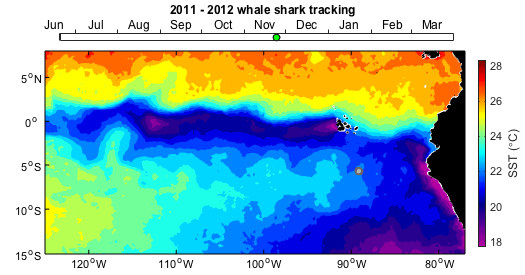 2011 - 2012 whale shark tracking
Jun Jul Aug Sep Oct Nov Dec Jan Feb Mar
5°N
0°
5°S
10°S
15°S
120°W 110°W 100°W 90°W 80°W
28
26
24
22
20
18
SST (°C)